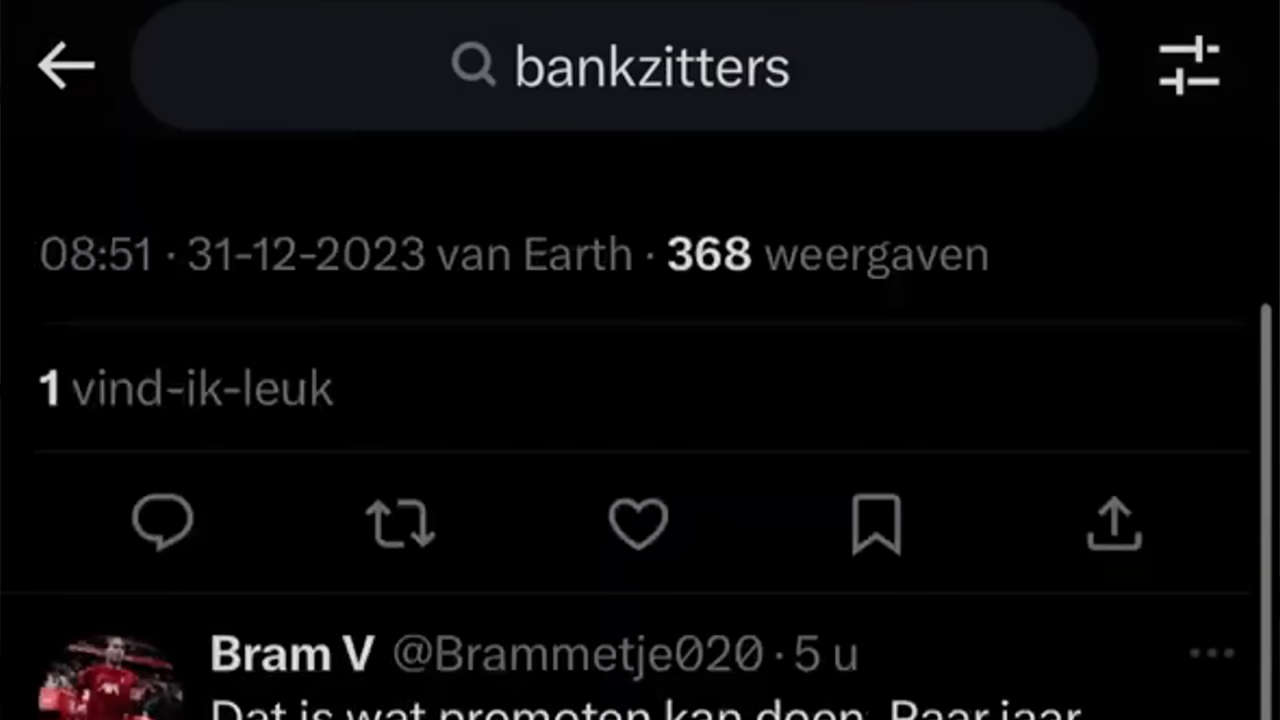 bankzitters
08:51 · 31-12-2023 van Earth · 368 weergaven
1 vind-ik-leuk
Bram V @Brammetje020 · 5 u
Dat is wat promoten kan doen. Paar jaar